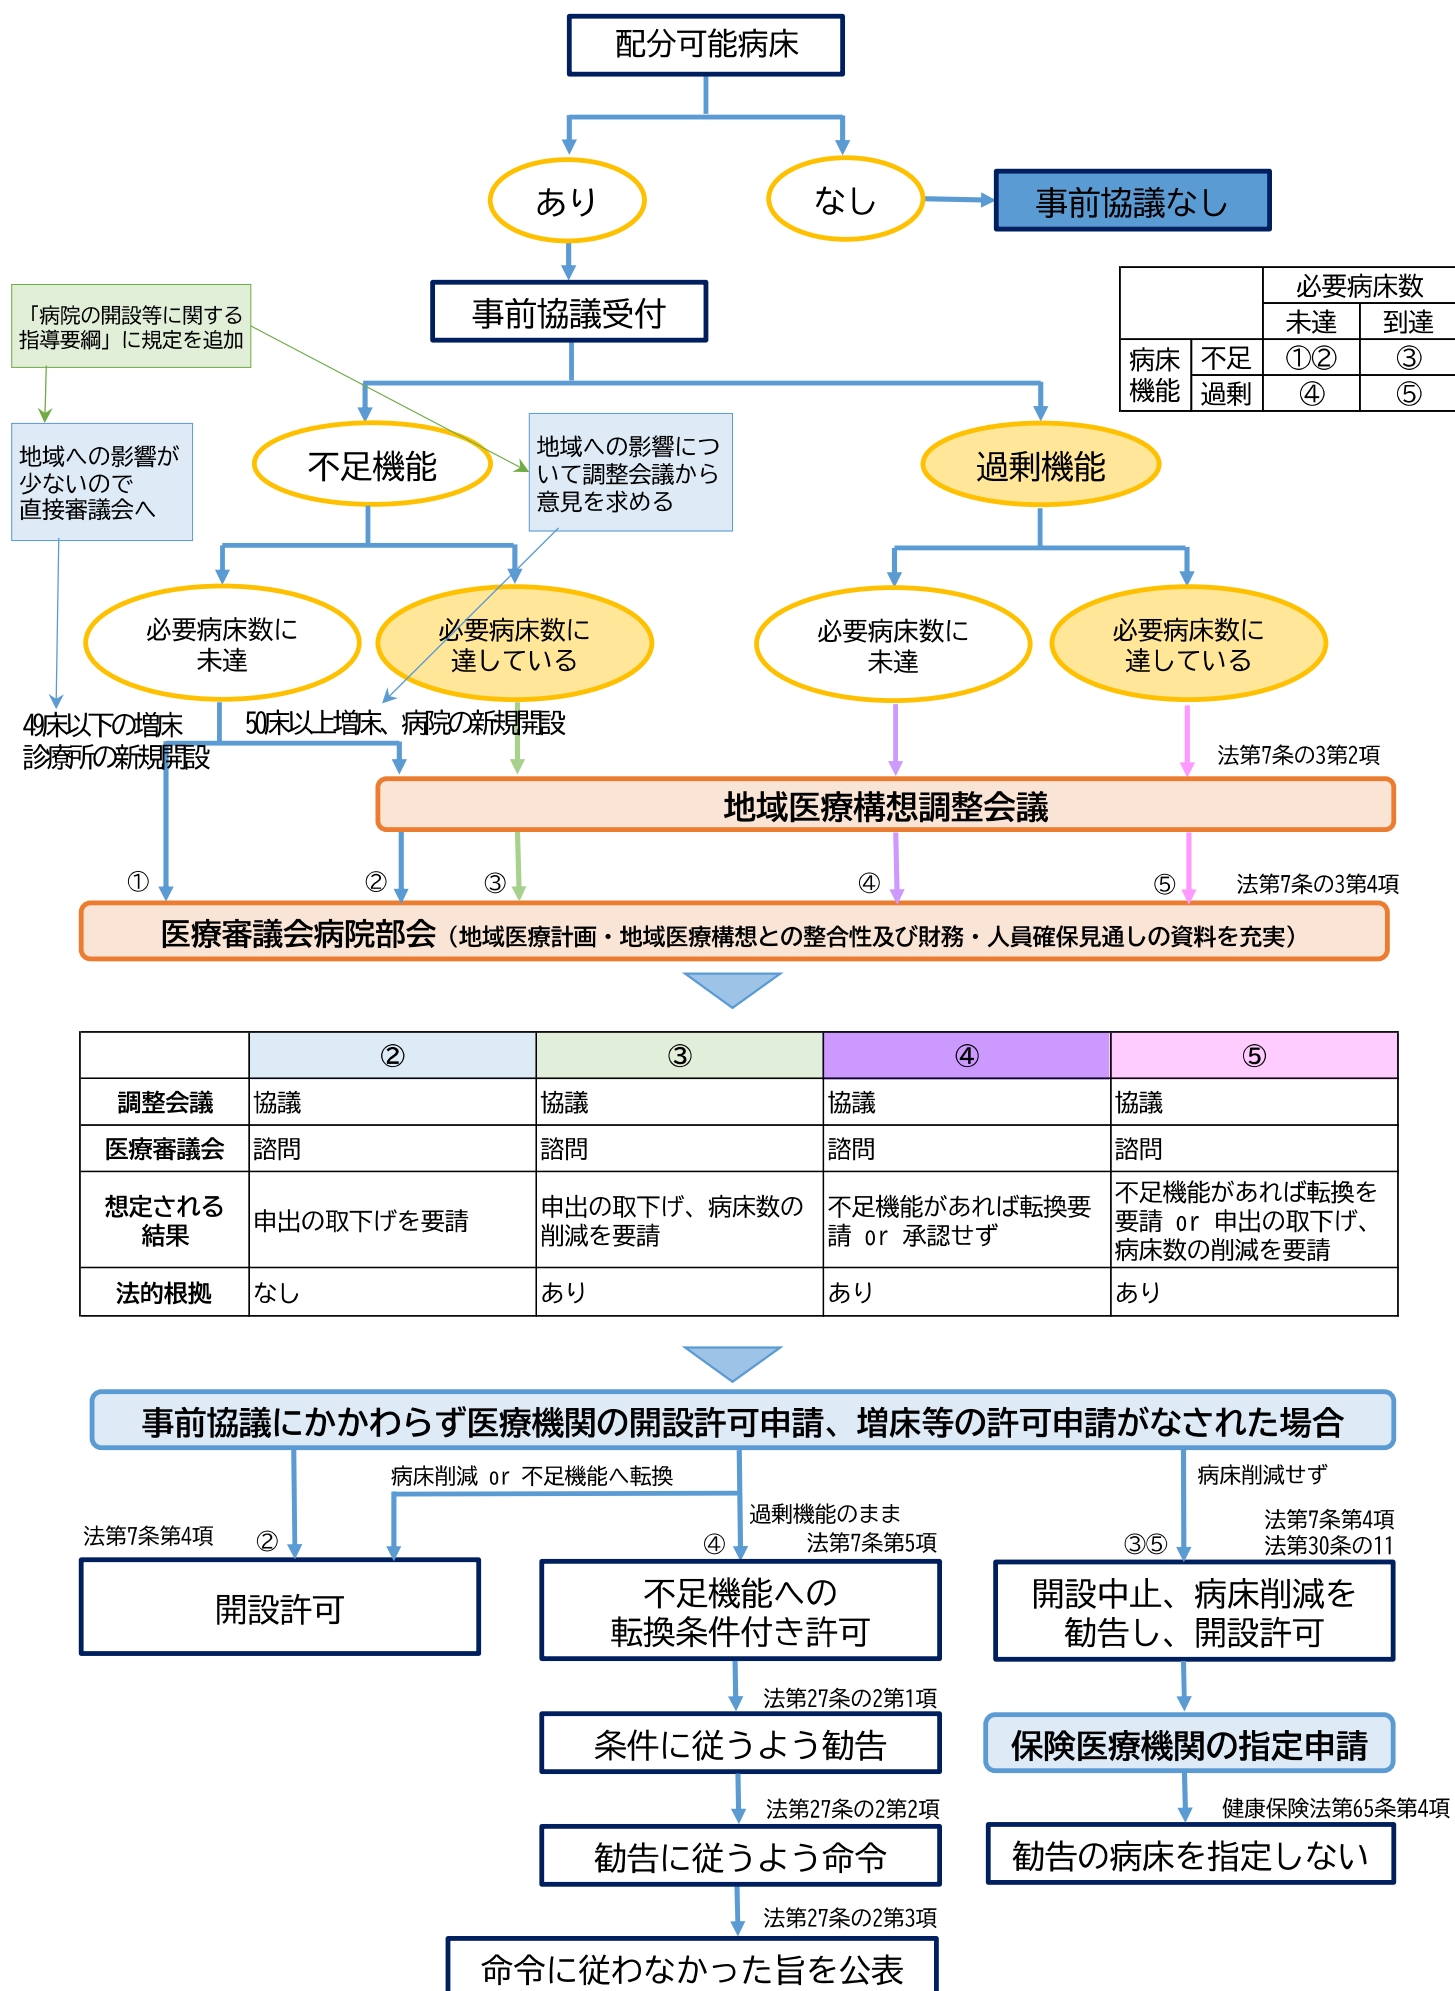 配分可能病床
あり
なし
事前協議なし
事前協議受付
「病院の開設等に関する
指導要綱」に規定を追加
必要病床数
未達
到達
病床
機能
不足
①②
③
過剰
④
⑤
地域への影響が
少ないので
直接審議会へ
不足機能
地域への影響につ
いて調整会議から
意見を求める
過剰機能
必要病床数に
未達
必要病床数に
達している
必要病床数に
未達
必要病床数に
達している
49床以下の増床
診療所の新規開設
50床以上増床、病院の新規開設
法第7条の3第2項
地域医療構想調整会議
①
②
③
④
⑤
法第7条の3第4項
医療審議会病院部会（地域医療計画・地域医療構想との整合性及び財務・人員確保見通しの資料を充実）
②
③
④
⑤
調整会議
協議
協議
協議
協議
医療審議会
諮問
諮問
諮問
諮問
想定される
結果
申出の取下げを要請
申出の取下げ、病床数の
削減を要請
不足機能があれば転換要
請 or 承認せず
不足機能があれば転換を
要請 or 申出の取下げ、
病床数の削減を要請
法的根拠
なし
あり
あり
あり
事前協議にかかわらず医療機関の開設許可申請、増床等の許可申請がなされた場合
病床削減 or 不足機能へ転換
病床削減せず
過剰機能のまま
法第7条第4項
②
④
法第7条第5項
③⑤
法第7条第4項
法第30条の11
開設許可
不足機能への
転換条件付き許可
開設中止、病床削減を
勧告し、開設許可
法第27条の2第1項
条件に従うよう勧告
保険医療機関の指定申請
法第27条の2第2項
健康保険法第65条第4項
勧告に従うよう命令
勧告の病床を指定しない
法第27条の2第3項
命令に従わなかった旨を公表